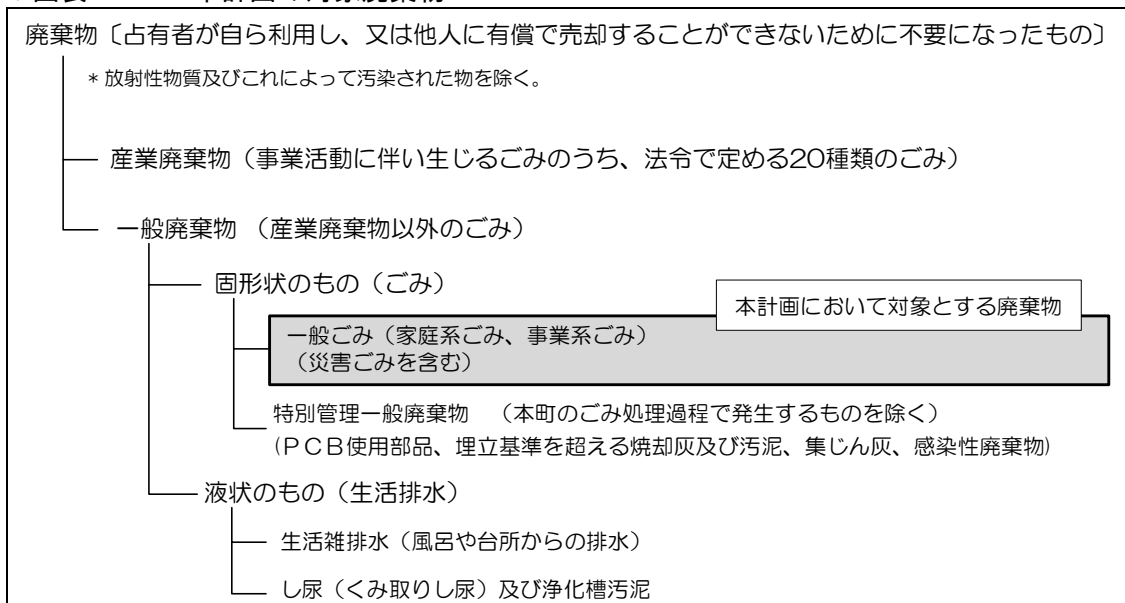 廃棄物〔占有者が自ら利用し、又は他人に有償で売却することができないために不要になったもの〕
＊放射性物質及びこれによって汚染された物を除く。
産業廃棄物（事業活動に伴い生じるごみのうち、法令で定める20種類のごみ）
一般廃棄物　（産業廃棄物以外のごみ）
固形状のもの（ごみ）
本計画において対象とする廃棄物
一般ごみ（家庭系ごみ、事業系ごみ）
（災害ごみを含む）
特別管理一般廃棄物　（本町のごみ処理過程で発生するものを除く）
(ＰＣＢ使用部品、埋立基準を超える焼却灰及び汚泥、集じん灰、感染性廃棄物)
液状のもの（生活排水）
生活雑排水（風呂や台所からの排水）
し尿（くみ取りし尿）及び浄化槽汚泥